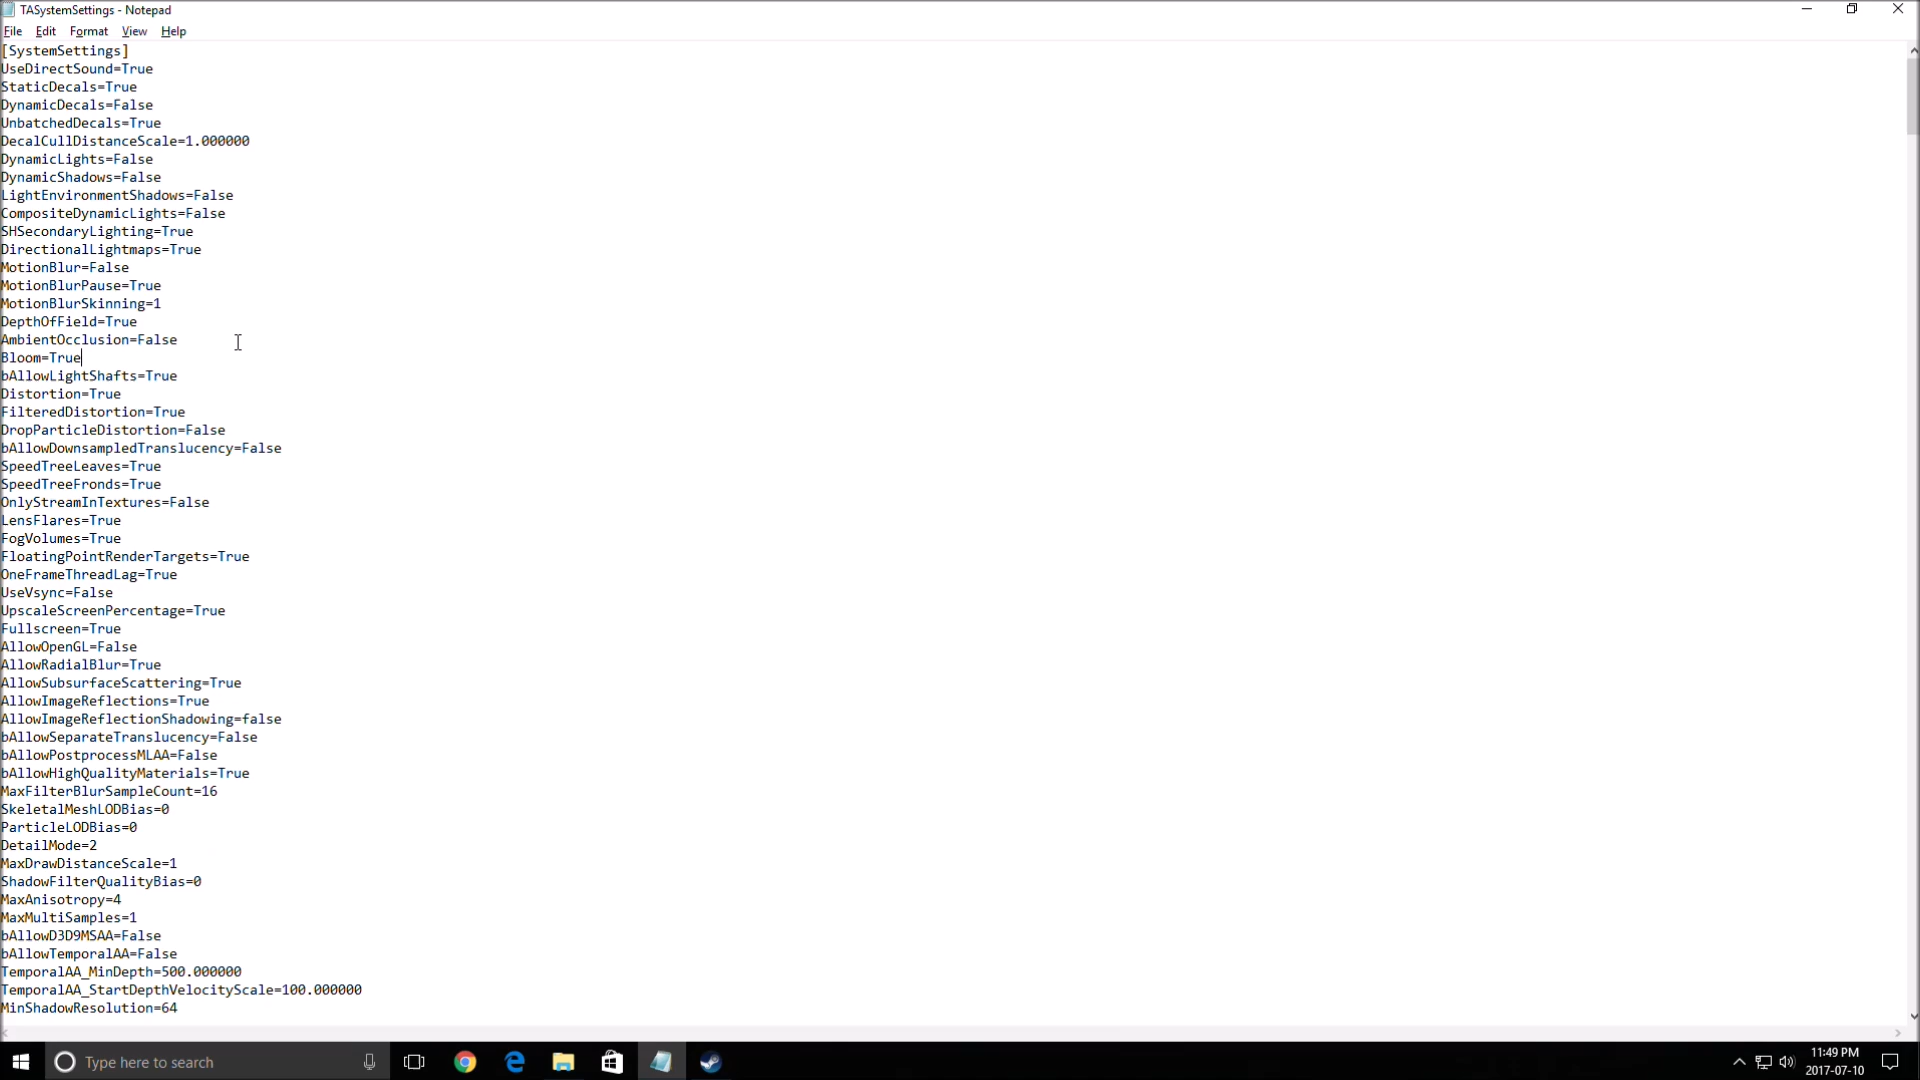 TASystemSettings - Notepad
File Edit Format View Help
[SystemSettings]
UseDirectSound=True
StaticDecals=True
DynamicDecals=False
UnbatchedDecals=True
DecalCullDistanceScale=1.000000
DynamicLights=False
DynamicShadows=False
LightEnvironmentShadows=False
CompositeDynamicLights=False
SHSecondaryLighting=True
DirectionalLightmaps=True
MotionBlur=False
MotionBlurPause=True
MotionBlurSkinning=1
DepthOfField=True
AmbientOcclusion=False
Bloom=True
bAllowLightShafts=True
Distortion=True
FilteredDistortion=True
DropParticleDistortion=False
bAllowDownsampledTranslucency=False
SpeedTreeLeaves=True
SpeedTreeFronds=True
OnlyStreamInTextures=False
LensFlares=True
FogVolumes=True
FloatingPointRenderTargets=True
OneFrameThreadLag=True
UseVsync=False
UpscaleScreenPercentage=True
Fullscreen=True
AllowOpenGL=False
AllowRadialBlur=True
AllowSubsurfaceScattering=True
AllowImageReflections=True
AllowImageReflectionShadowing=false
bAllowSeparateTranslucency=False
bAllowPostprocessMLAA=False
bAllowHighQualityMaterials=True
MaxFilterBlurSampleCount=16
SkeletalMeshLODBias=0
ParticleLODBias=0
DetailMode=2
MaxDrawDistanceScale=1
ShadowFilterQualityBias=0
MaxAnisotropy=4
MaxMultiSamples=1
bAllowD3D9MSAA=False
bAllowTemporalAA=False
TemporalAA_MinDepth=500.000000
TemporalAA_StartDepthVelocityScale=100.000000
MinShadowResolution=64
Type here to search
11:49 PM
2017-07-10